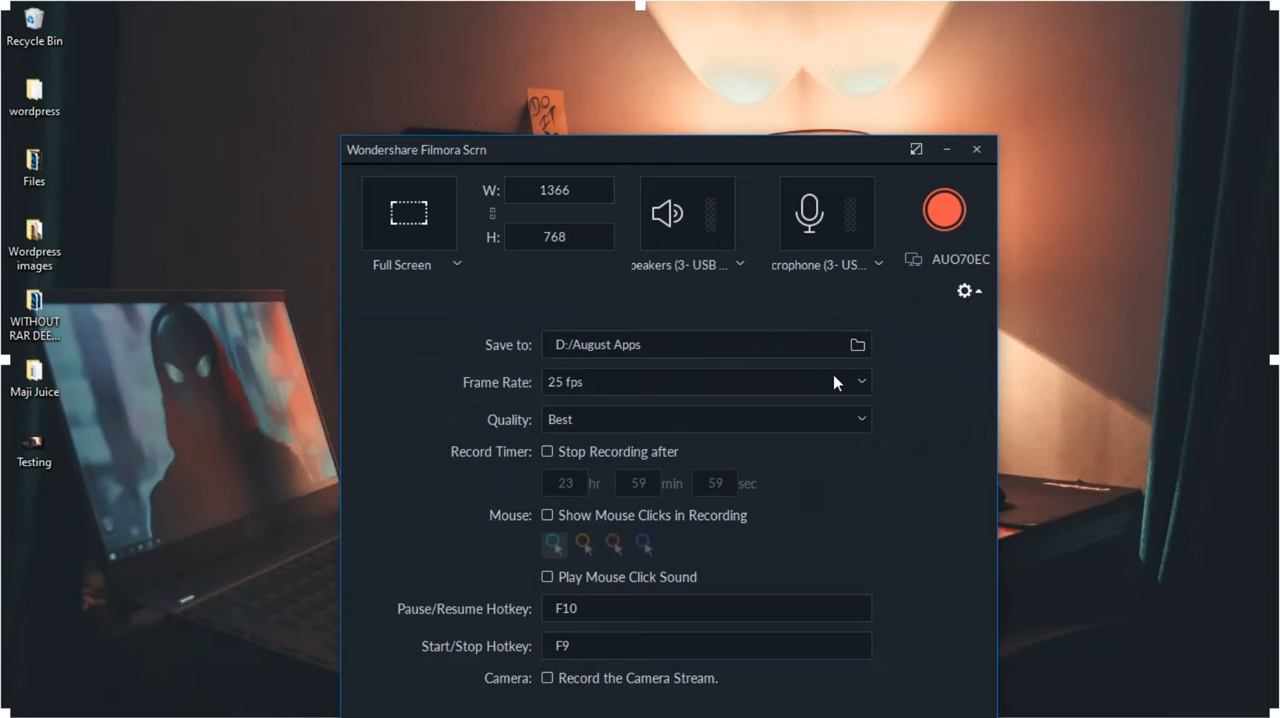 Recycle Bin
wordpress
Files
Wordpress
images
WITHOUT
RAR DEE...
Maji Juice
Testing
DO
IT
Wondershare Filmora Scrn
W: 1366
H: 768
Full Screen
peakers (3- USB ...
crophone (3- US...
AUO70EC
Save to: D:/August Apps
Frame Rate: 25 fps
Quality: Best
Record Timer: Stop Recording after
23 hr 59 min 59 sec
Mouse: Show Mouse Clicks in Recording
Play Mouse Click Sound
Pause/Resume Hotkey: F10
Start/Stop Hotkey: F9
Camera: Record the Camera Stream.